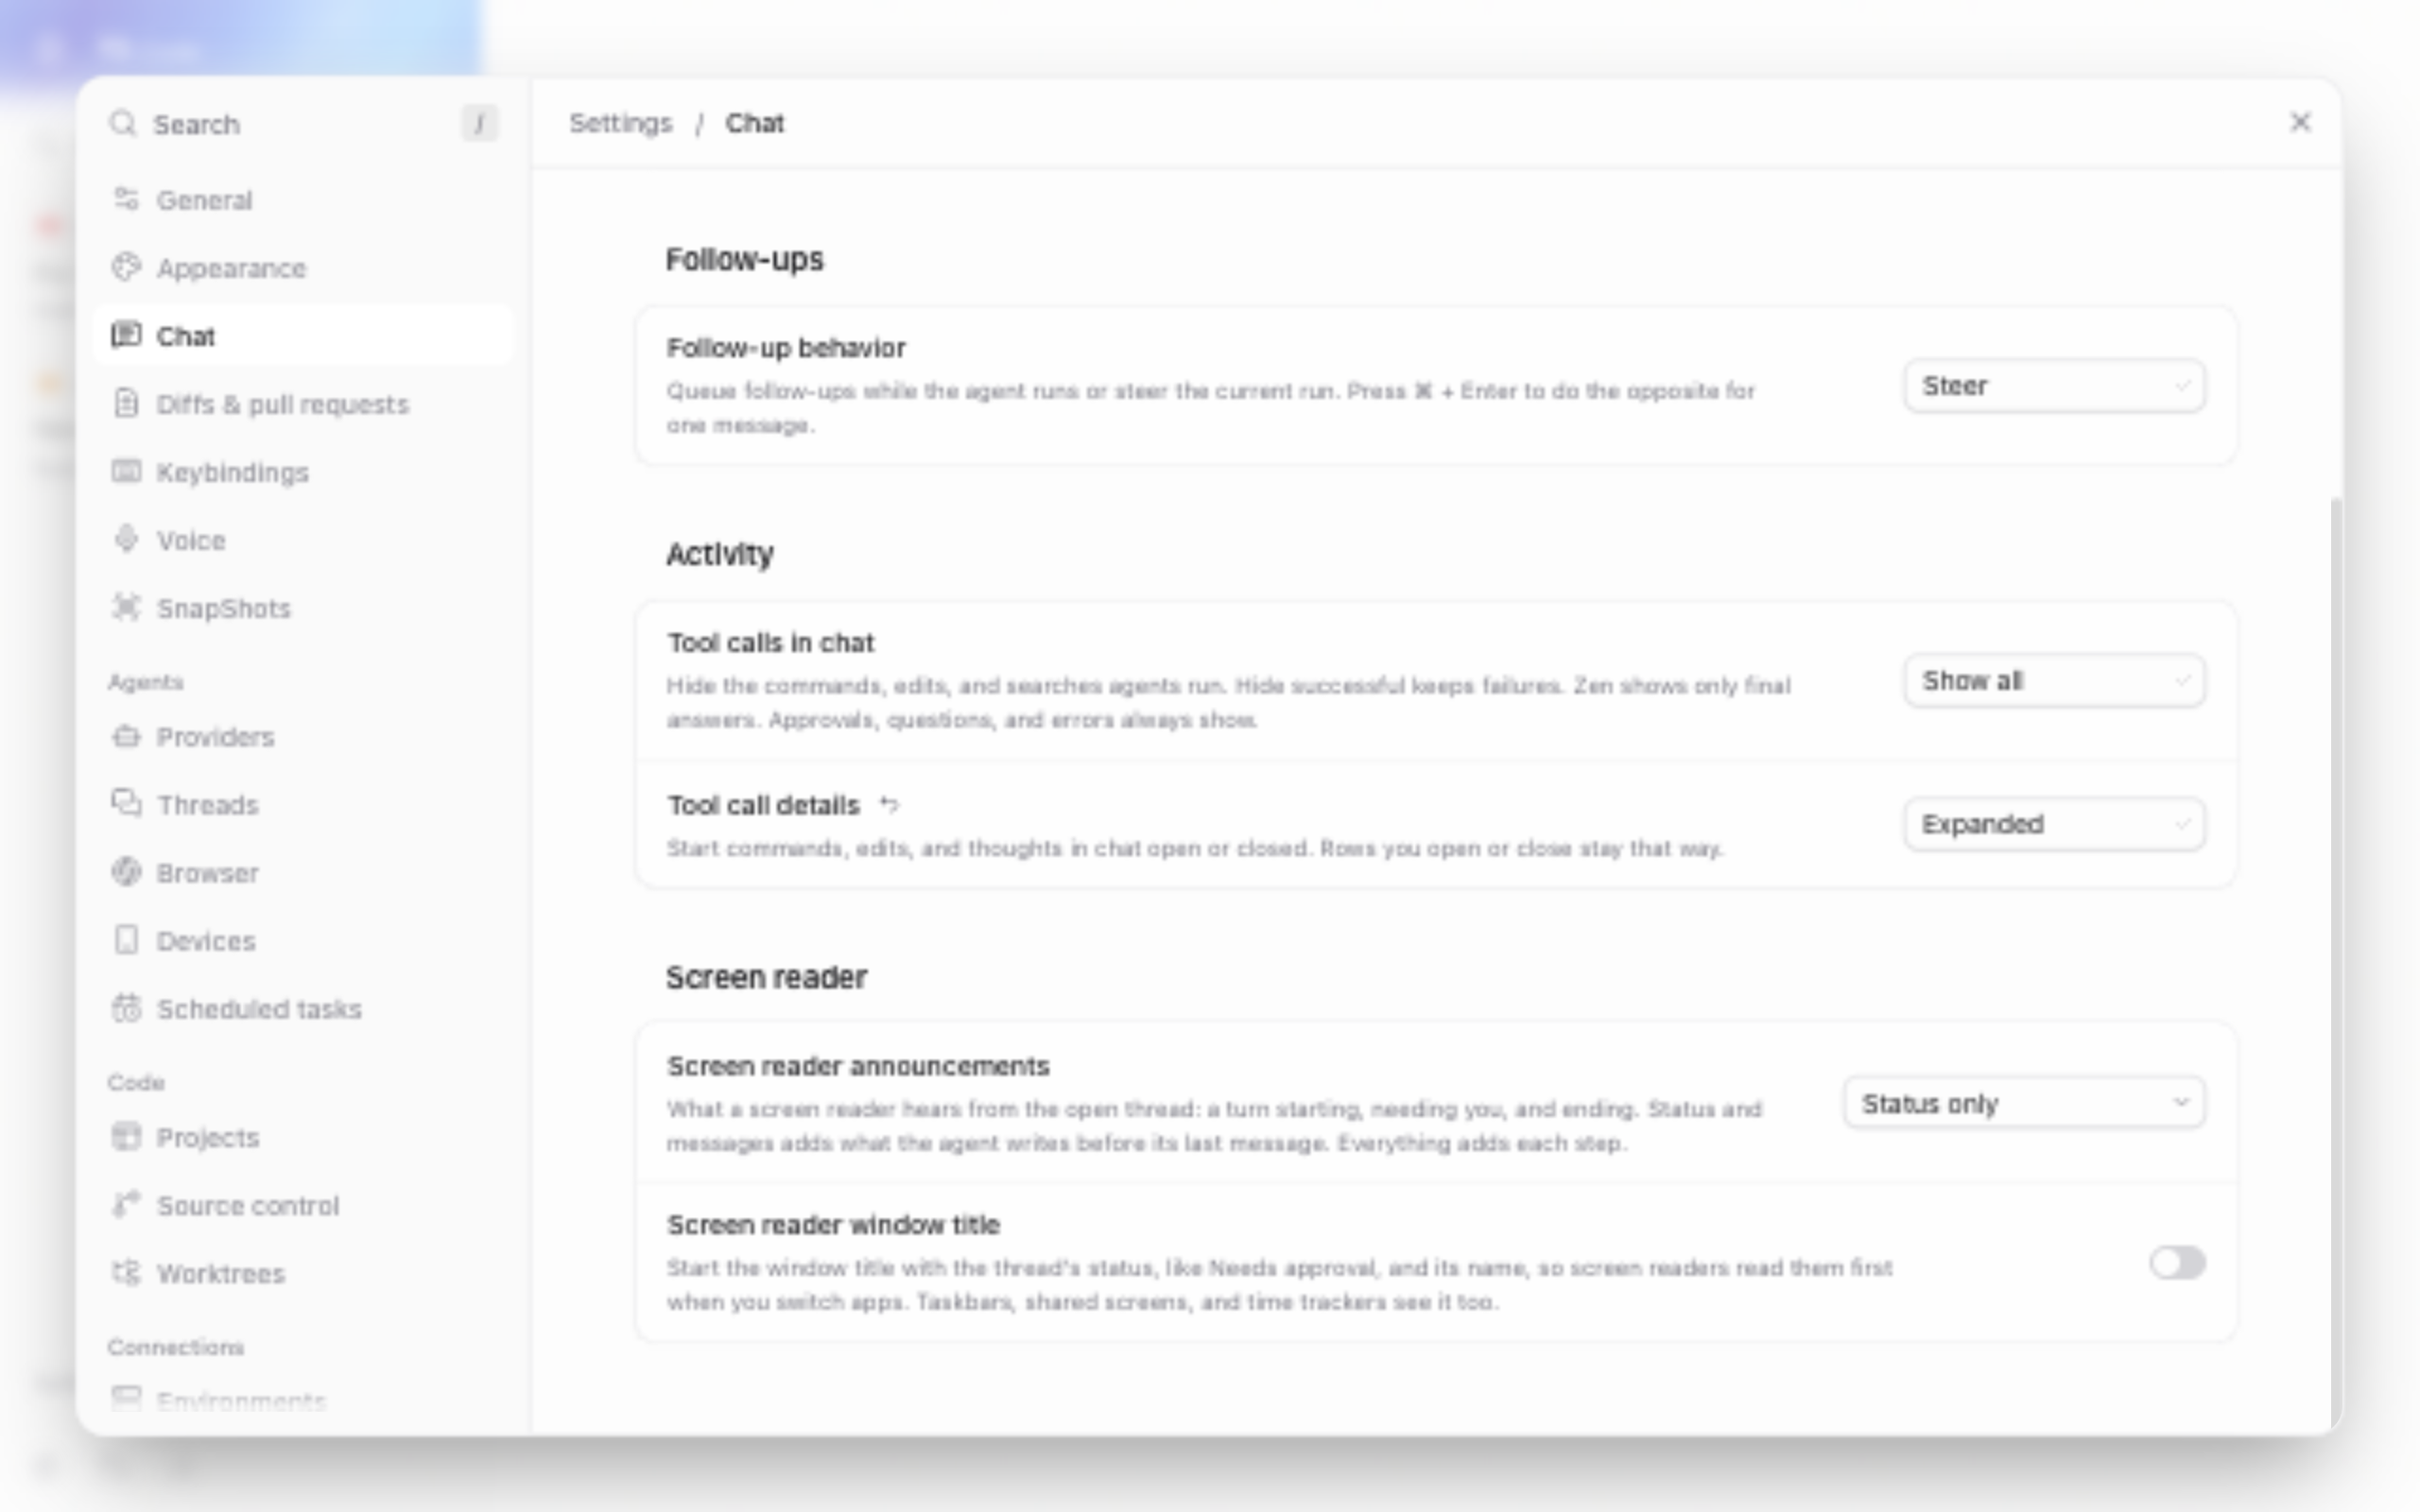 Search /
Settings / Chat
General
Appearance
Chat
Diffs & pull requests
Keybindings
Voice
SnapShots
Agents
Providers
Threads
Browser
Devices
Scheduled tasks
Code
Projects
Source control
Worktrees
Connections
Environments
Follow-ups
Follow-up behavior
Queue follow-ups while the agent runs or steer the current run. Press ⌘ + Enter to do the opposite for
one message.
Steer
Activity
Tool calls in chat
Hide the commands, edits, and searches agents run. Hide successful keeps failures. Zen shows only final
answers. Approvals, questions, and errors always show.
Show all
Tool call details
Start commands, edits, and thoughts in chat open or closed. Rows you open or close stay that way.
Expanded
Screen reader
Screen reader announcements
What a screen reader hears from the open thread: a turn starting, needing you, and ending. Status and
messages adds what the agent writes before its last message. Everything adds each step.
Status only
Screen reader window title
Start the window title with the thread's status, like Needs approval, and its name, so screen readers read them first
when you switch apps. Taskbars, shared screens, and time trackers see it too.